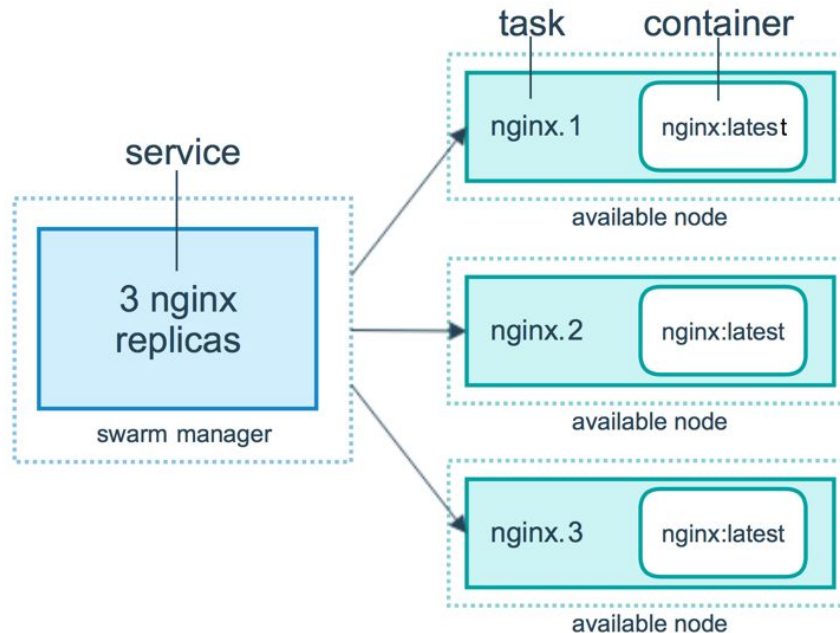 task
container
nginx.1
nginx:latest
available node
service
3 nginx
replicas
swarm manager
nginx.2
nginx:latest
available node
nginx.3
nginx:latest
available node